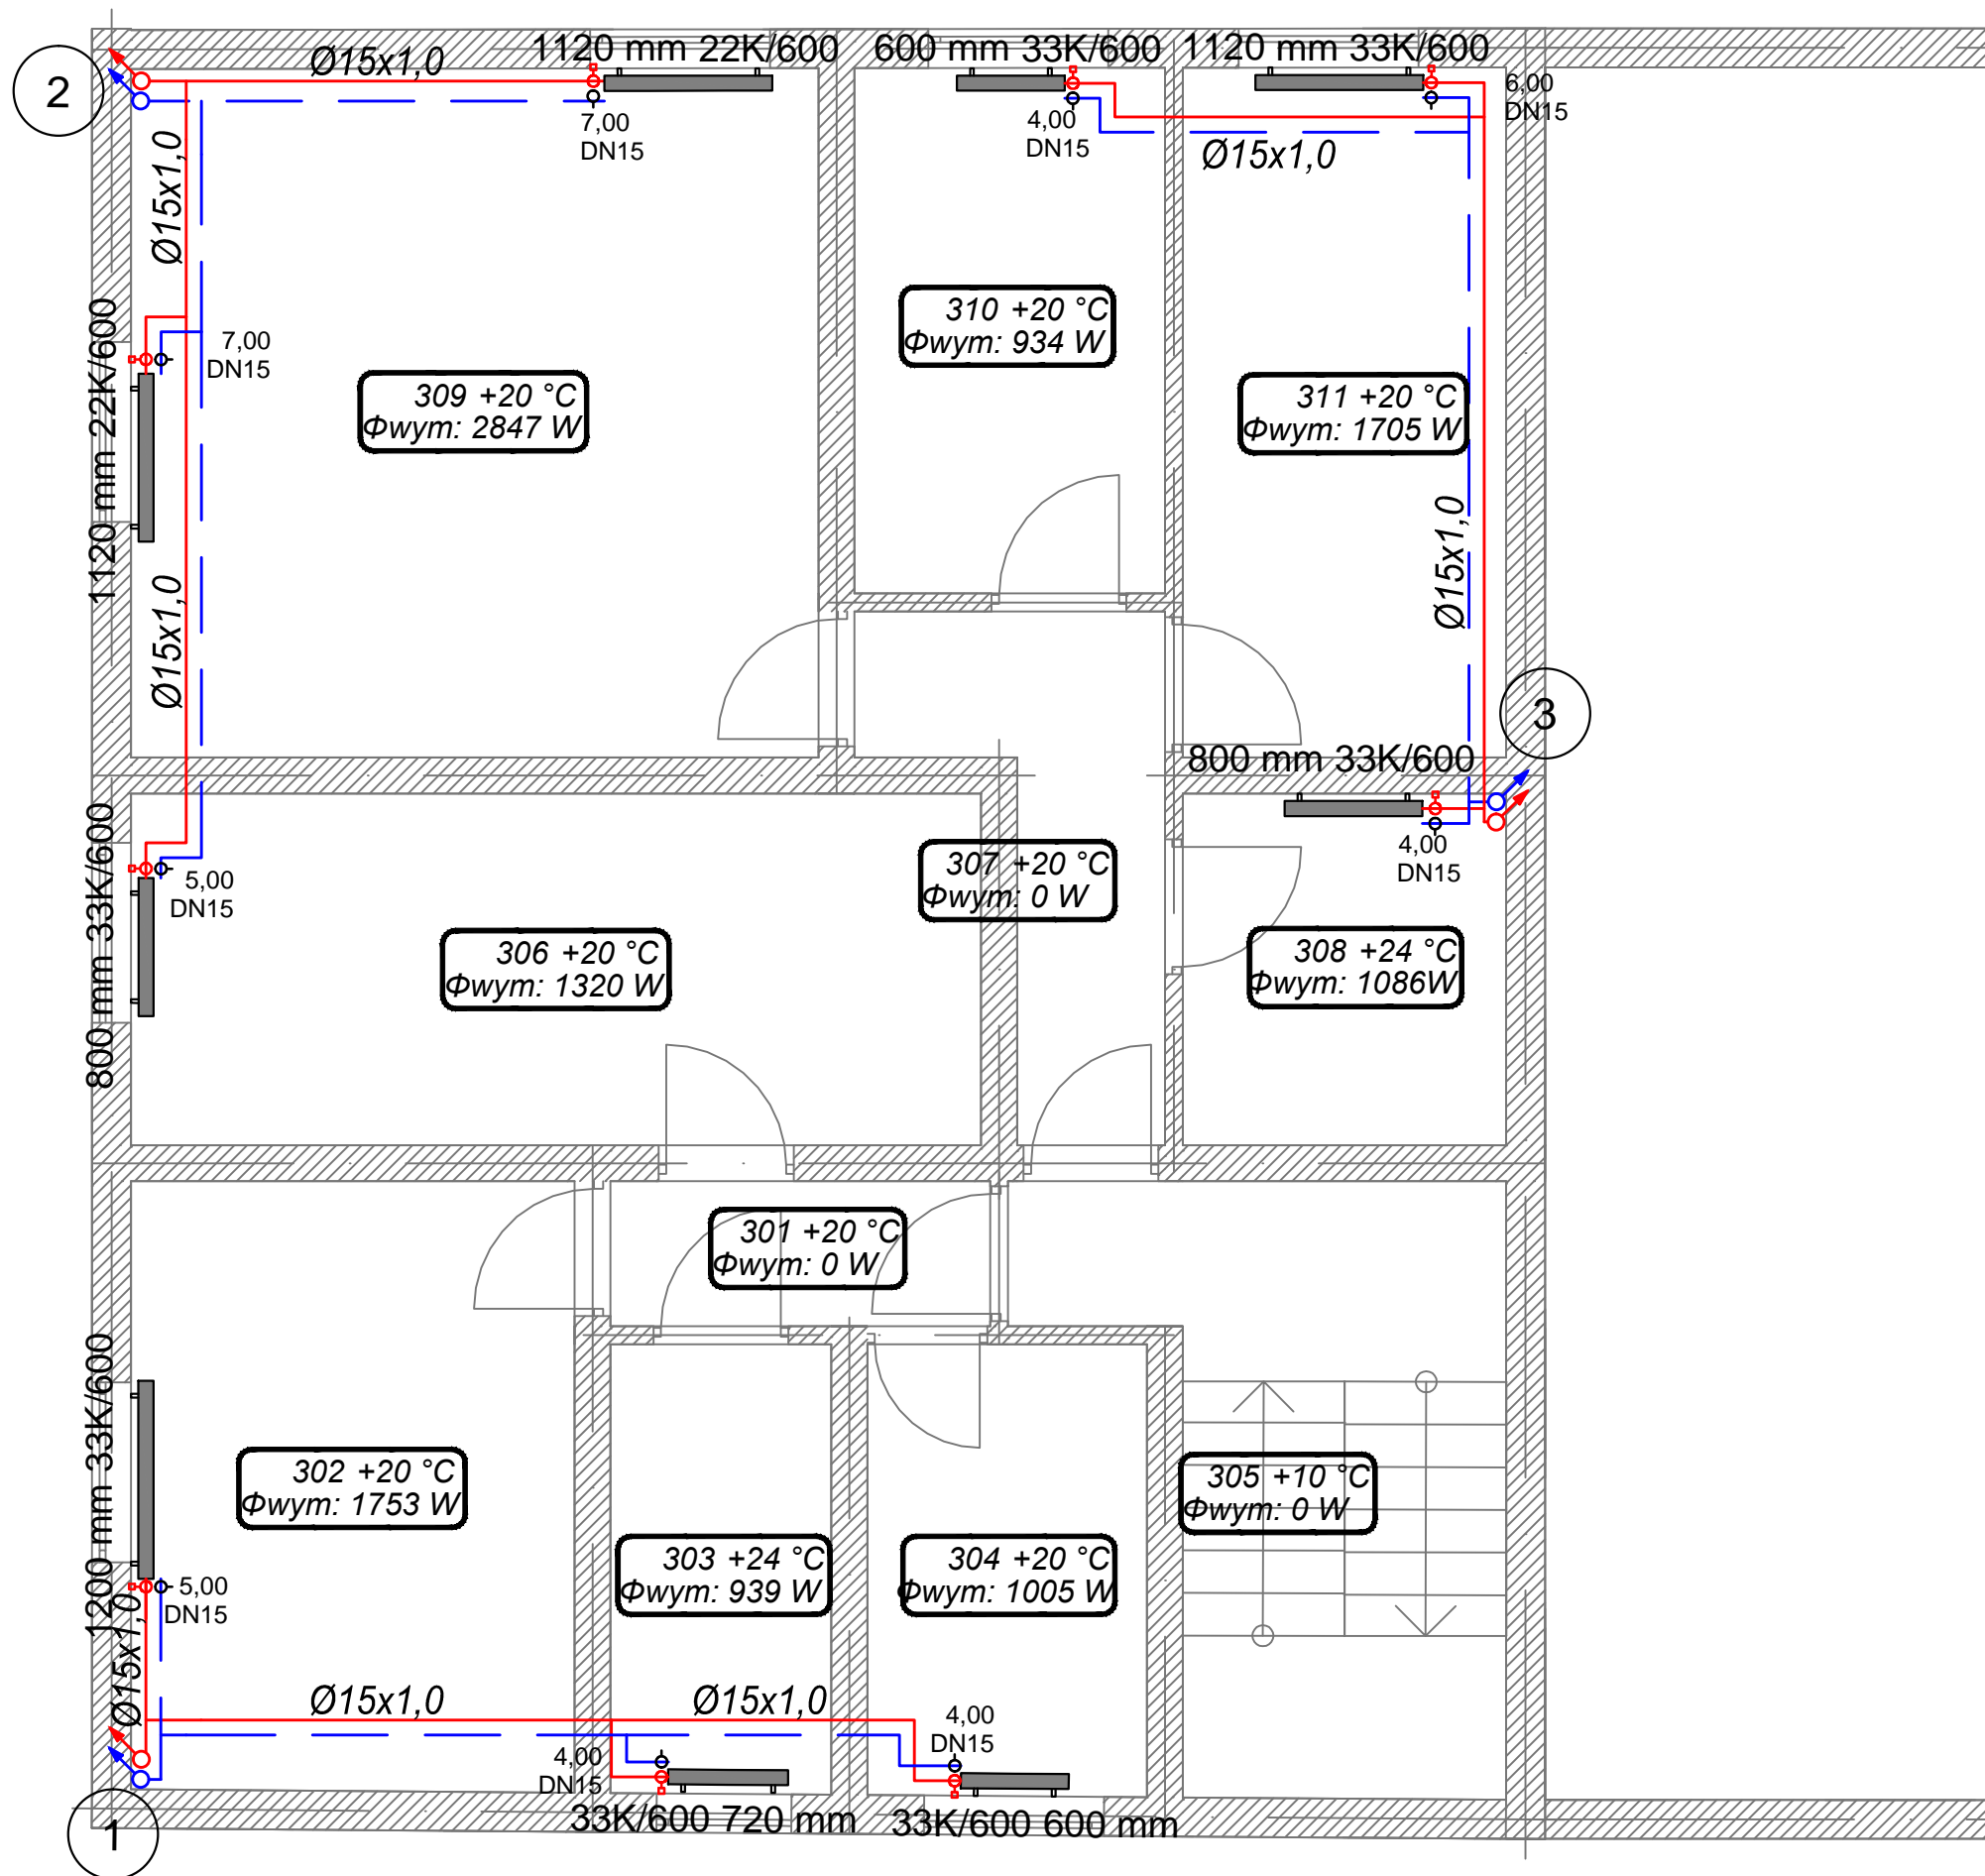 1120 mm 22K/600
600 mm 33K/600
1120 mm 33K/600
2
Ø15x1,0
7,00
DN15
4,00
DN15
6,00
DN15
Ø15x1,0
Ø15x1,0
1120 mm 22K/600
7,00
DN15
309 +20 °C
Φwym: 2847 W
310 +20 °C
Φwym: 934 W
311 +20 °C
Φwym: 1705 W
Ø15x1,0
Ø15x1,0
3
800 mm 33K/600
4,00
DN15
800 mm 33K/600
5,00
DN15
306 +20 °C
Φwym: 1320 W
307 +20 °C
Φwym: 0 W
308 +24 °C
Φwym: 1086W
301 +20 °C
Φwym: 0 W
1200 mm 33K/600
302 +20 °C
Φwym: 1753 W
5,00
DN15
303 +24 °C
Φwym: 939 W
304 +20 °C
Φwym: 1005 W
305 +10 °C
Φwym: 0 W
Ø15x1,0
Ø15x1,0
Ø15x1,0
4,00
DN15
4,00
DN15
1
33K/600 720 mm
33K/600 600 mm